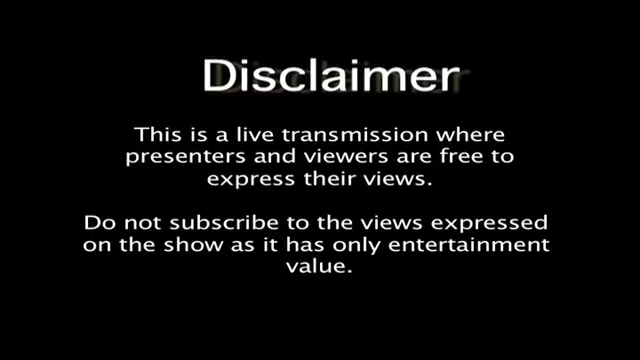 Disclaimer
This is a live transmission where
presenters and viewers are free to
express their views.
Do not subscribe to the views expressed
on the show as it has only entertainment
value.